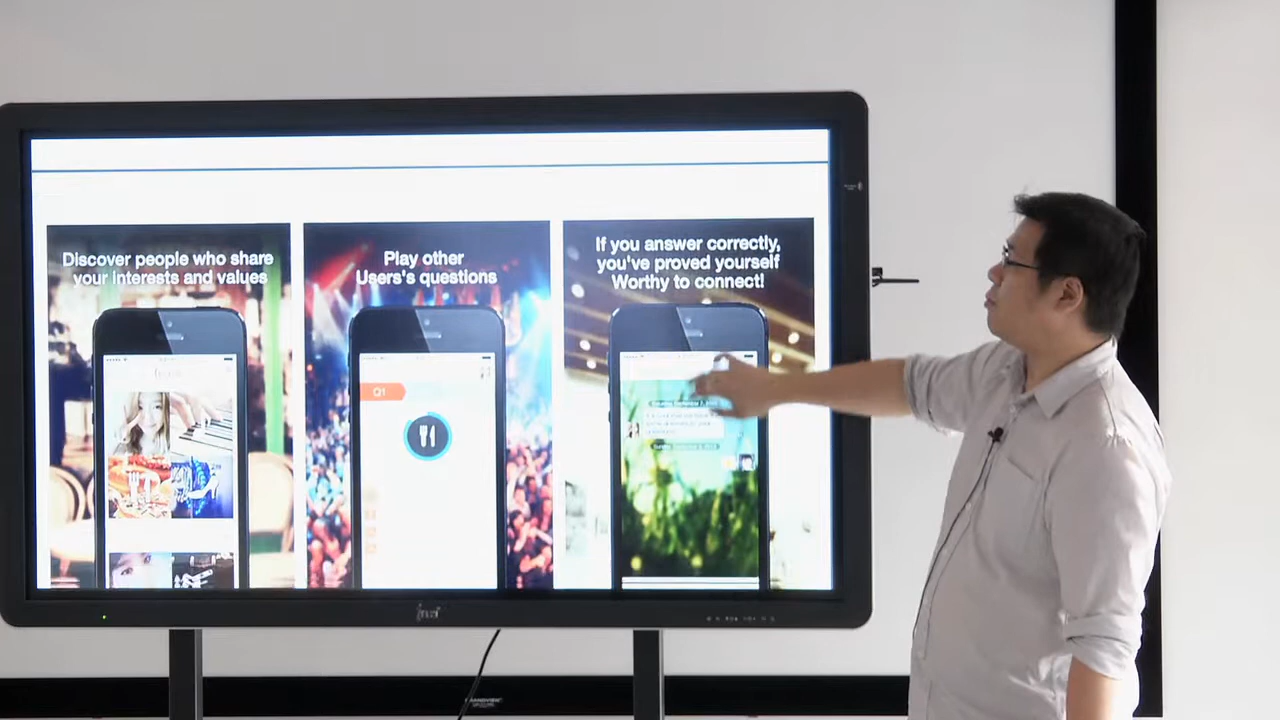 Discover people who share
your interests and values
Play other
Users's questions
If you answer correctly,
you've proved yourself
Worthy to connect!
Q1